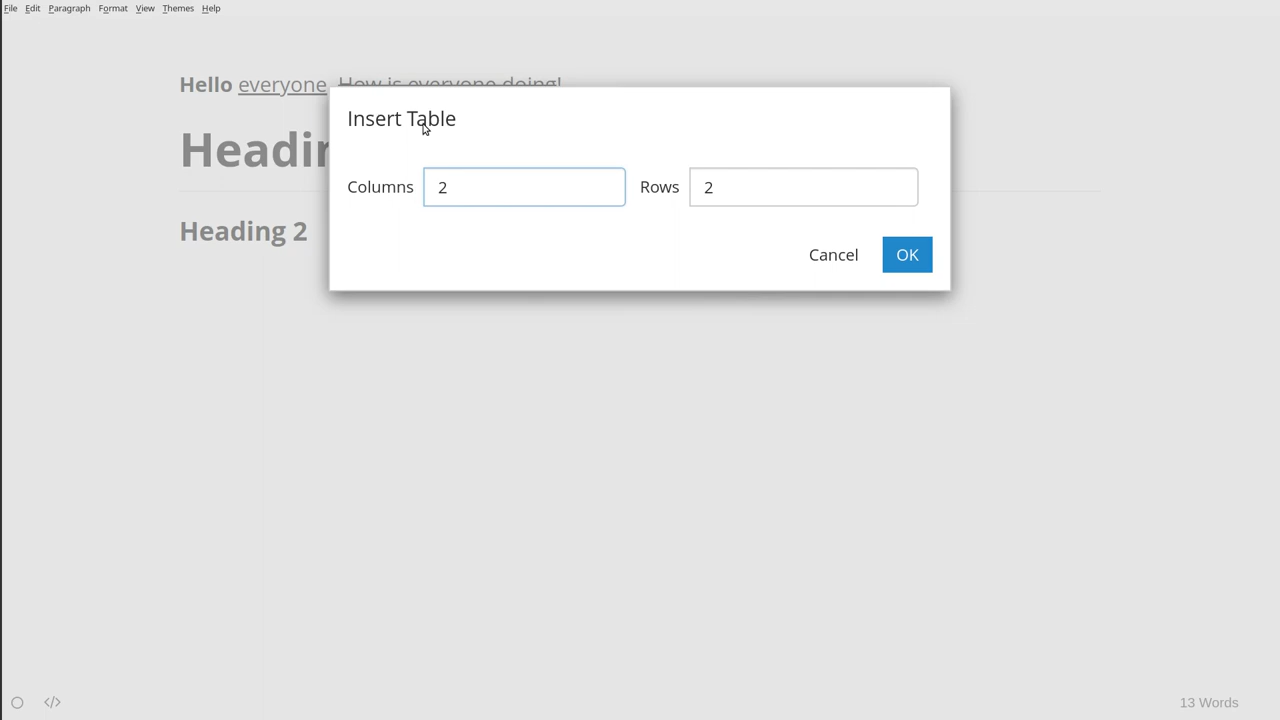 File Edit Paragraph Format View Themes Help
Hello everyone How is everyone doing!
Insert Table
Columns 2 Rows 2
Heading 2
Cancel OK
</> 13 Words